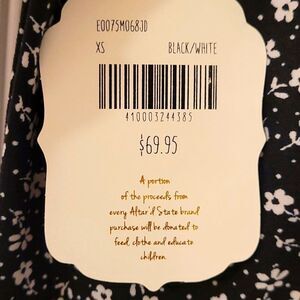 E0075M068JD
XS BLACK/WHITE
410003244385
$69.95
A portion
of the proceeds from
every Altar'd State brand
purchase will be donated to
feed, clothe and educate
children.